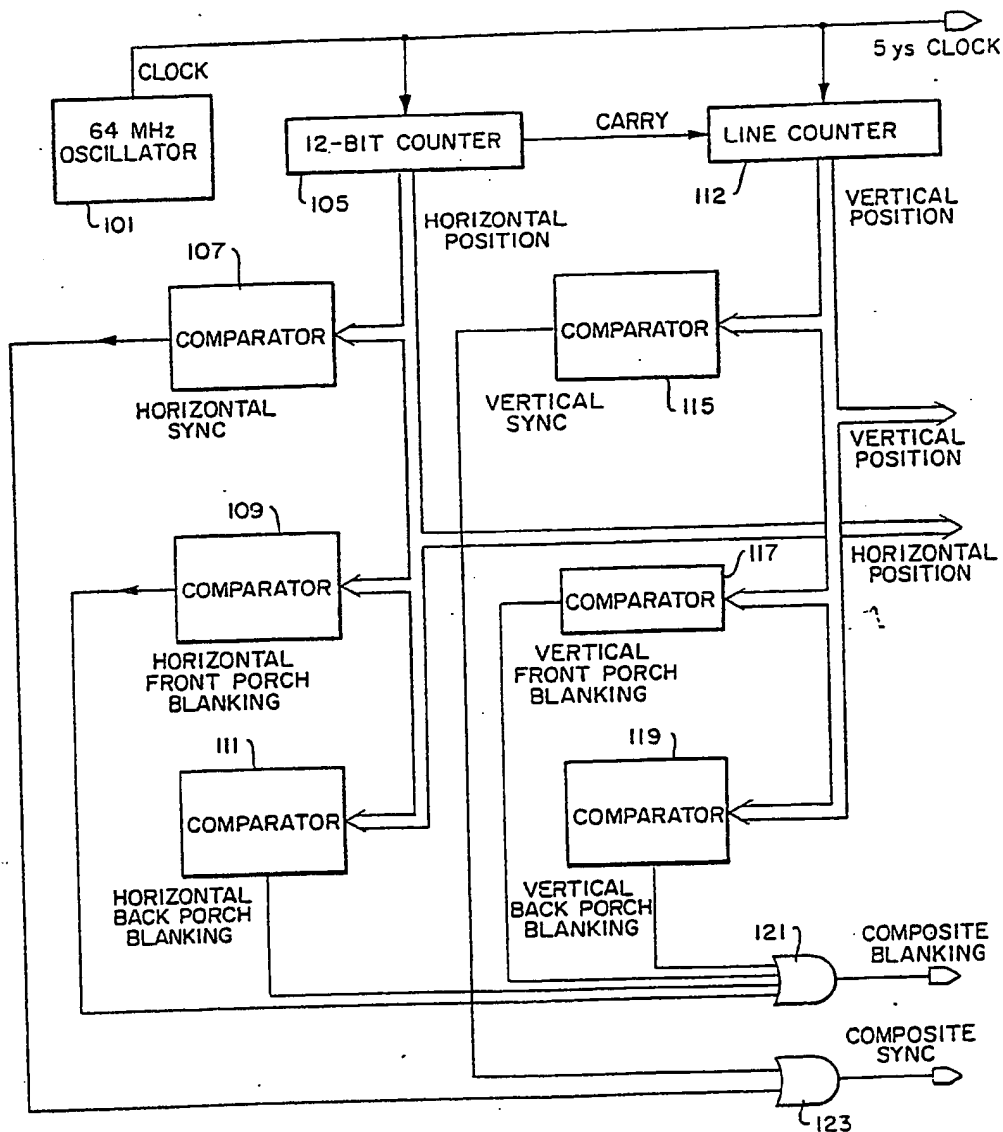 5 ys CLOCK
CLOCK
64 MHz
OSCILLATOR
101
12-BIT COUNTER
105
CARRY
LINE COUNTER
112
HORIZONTAL
POSITION
VERTICAL
POSITION
107
COMPARATOR
HORIZONTAL
SYNC
COMPARATOR
VERTICAL
SYNC
115
VERTICAL
POSITION
109
COMPARATOR
HORIZONTAL
FRONT PORCH
BLANKING
117
COMPARATOR
VERTICAL
FRONT PORCH
BLANKING
HORIZONTAL
POSITION
111
COMPARATOR
HORIZONTAL
BACK PORCH
BLANKING
119
COMPARATOR
VERTICAL
BACK PORCH
BLANKING
121
COMPOSITE
BLANKING
COMPOSITE
SYNC
123